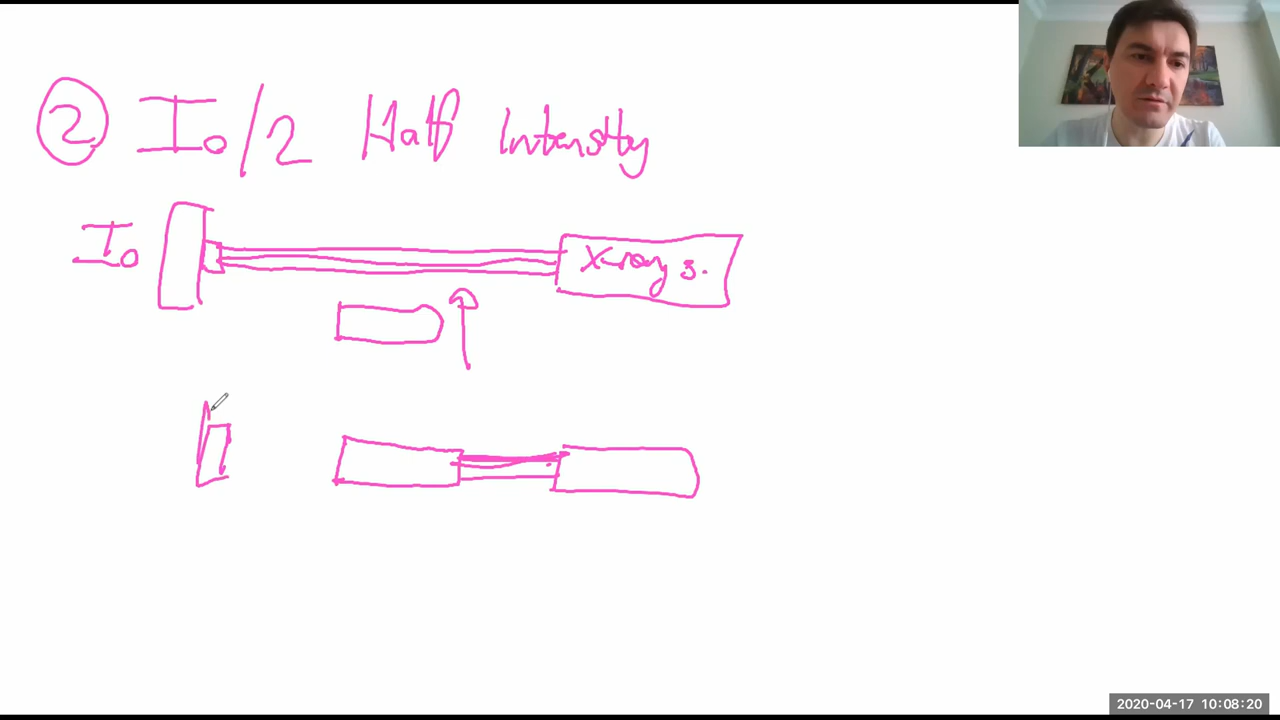 2 I₀/2 Half Intensity
I₀
X-ray s.
2020-04-17 10:08:20